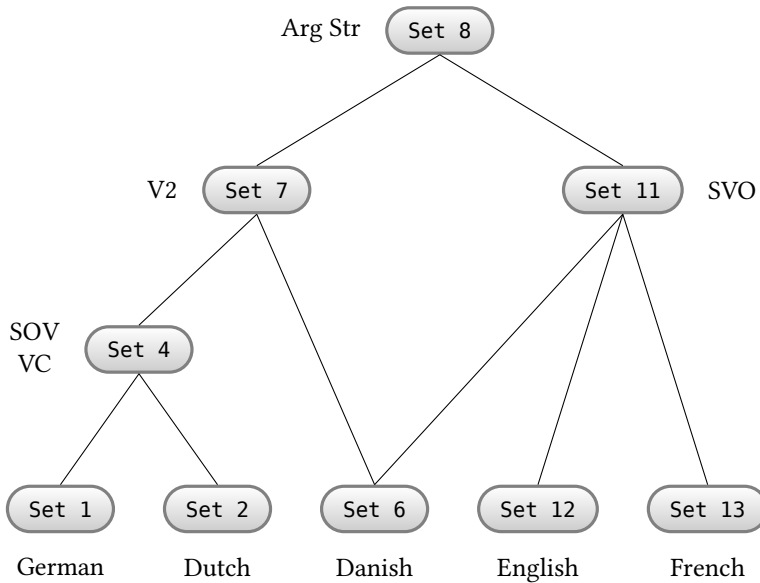 Arg Str Set 8
V2 Set 7 Set 11 SVO
SOV
VC Set 4
Set 1 Set 2 Set 6 Set 12 Set 13
German Dutch Danish English French